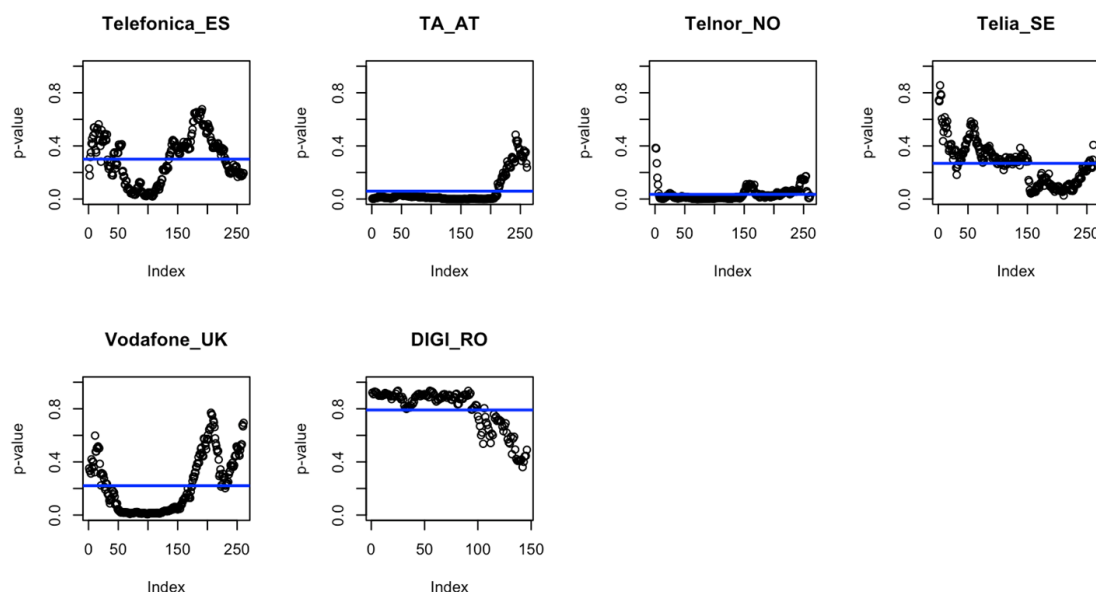 Telefonica_ES
TA_AT
Telnor_NO
Telia_SE
p-value
0.0 0.4 0.8
0 50 150 250
Index
p-value
0.0 0.4 0.8
0 50 150 250
Index
p-value
0.0 0.4 0.8
0 50 150 250
Index
p-value
0.0 0.4 0.8
0 50 150 250
Index
Vodafone_UK
DIGI_RO
p-value
0.0 0.4 0.8
0 50 150 250
Index
p-value
0.0 0.4 0.8
0 50 100 150
Index